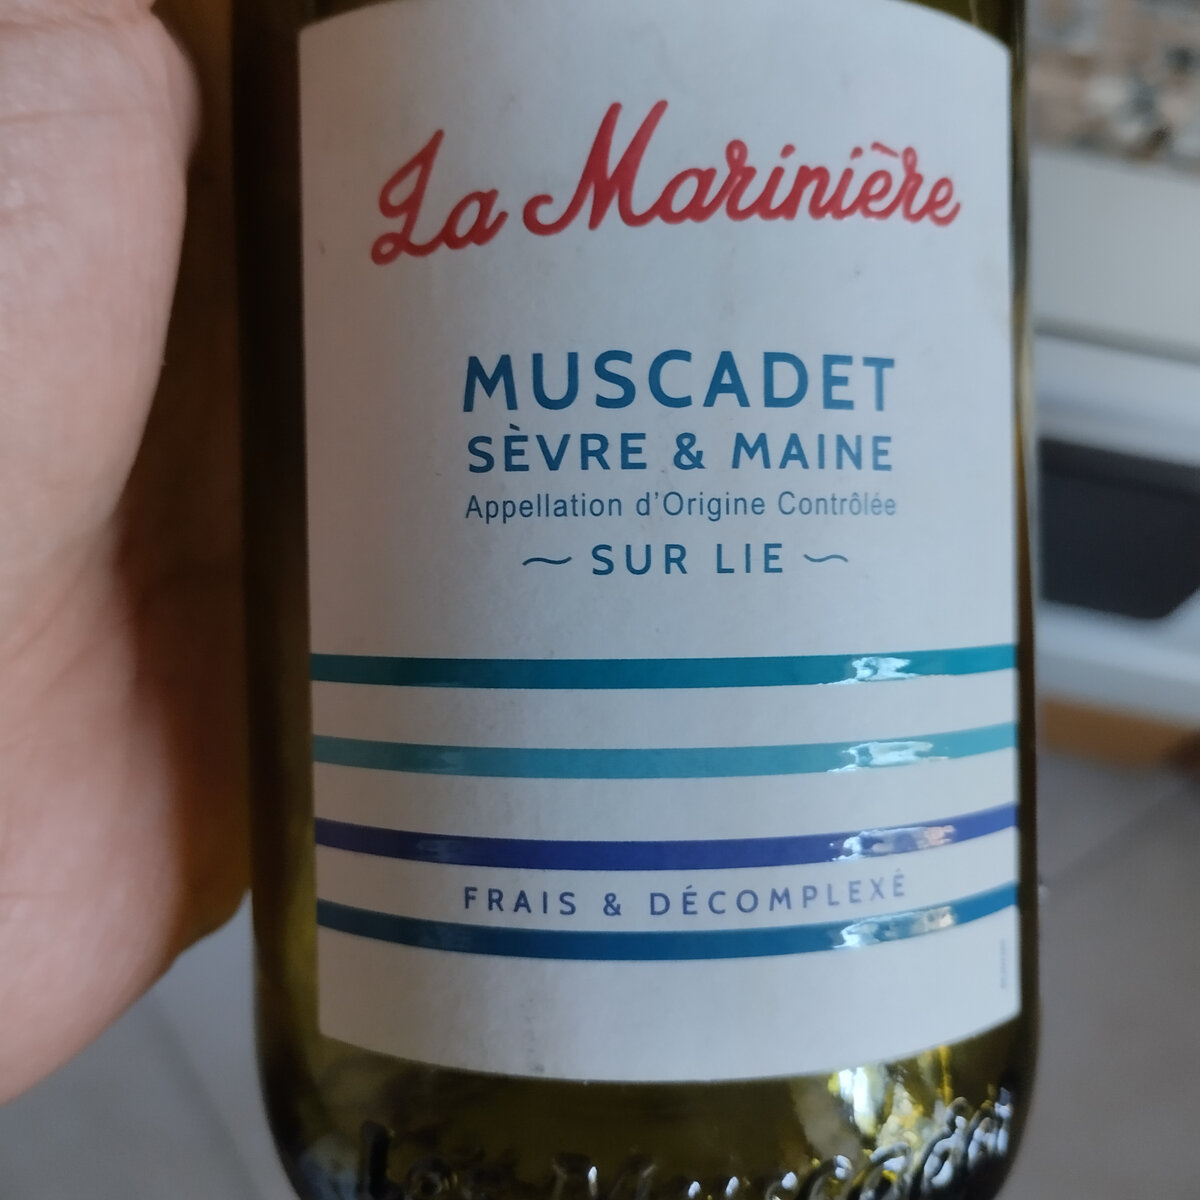 La Marinière
MUSCADET
SÈVRE & MAINE
Appellation d'Origine Contrôlée
~ SUR LIE ~
FRAIS & DÉCOMPLEXÉ